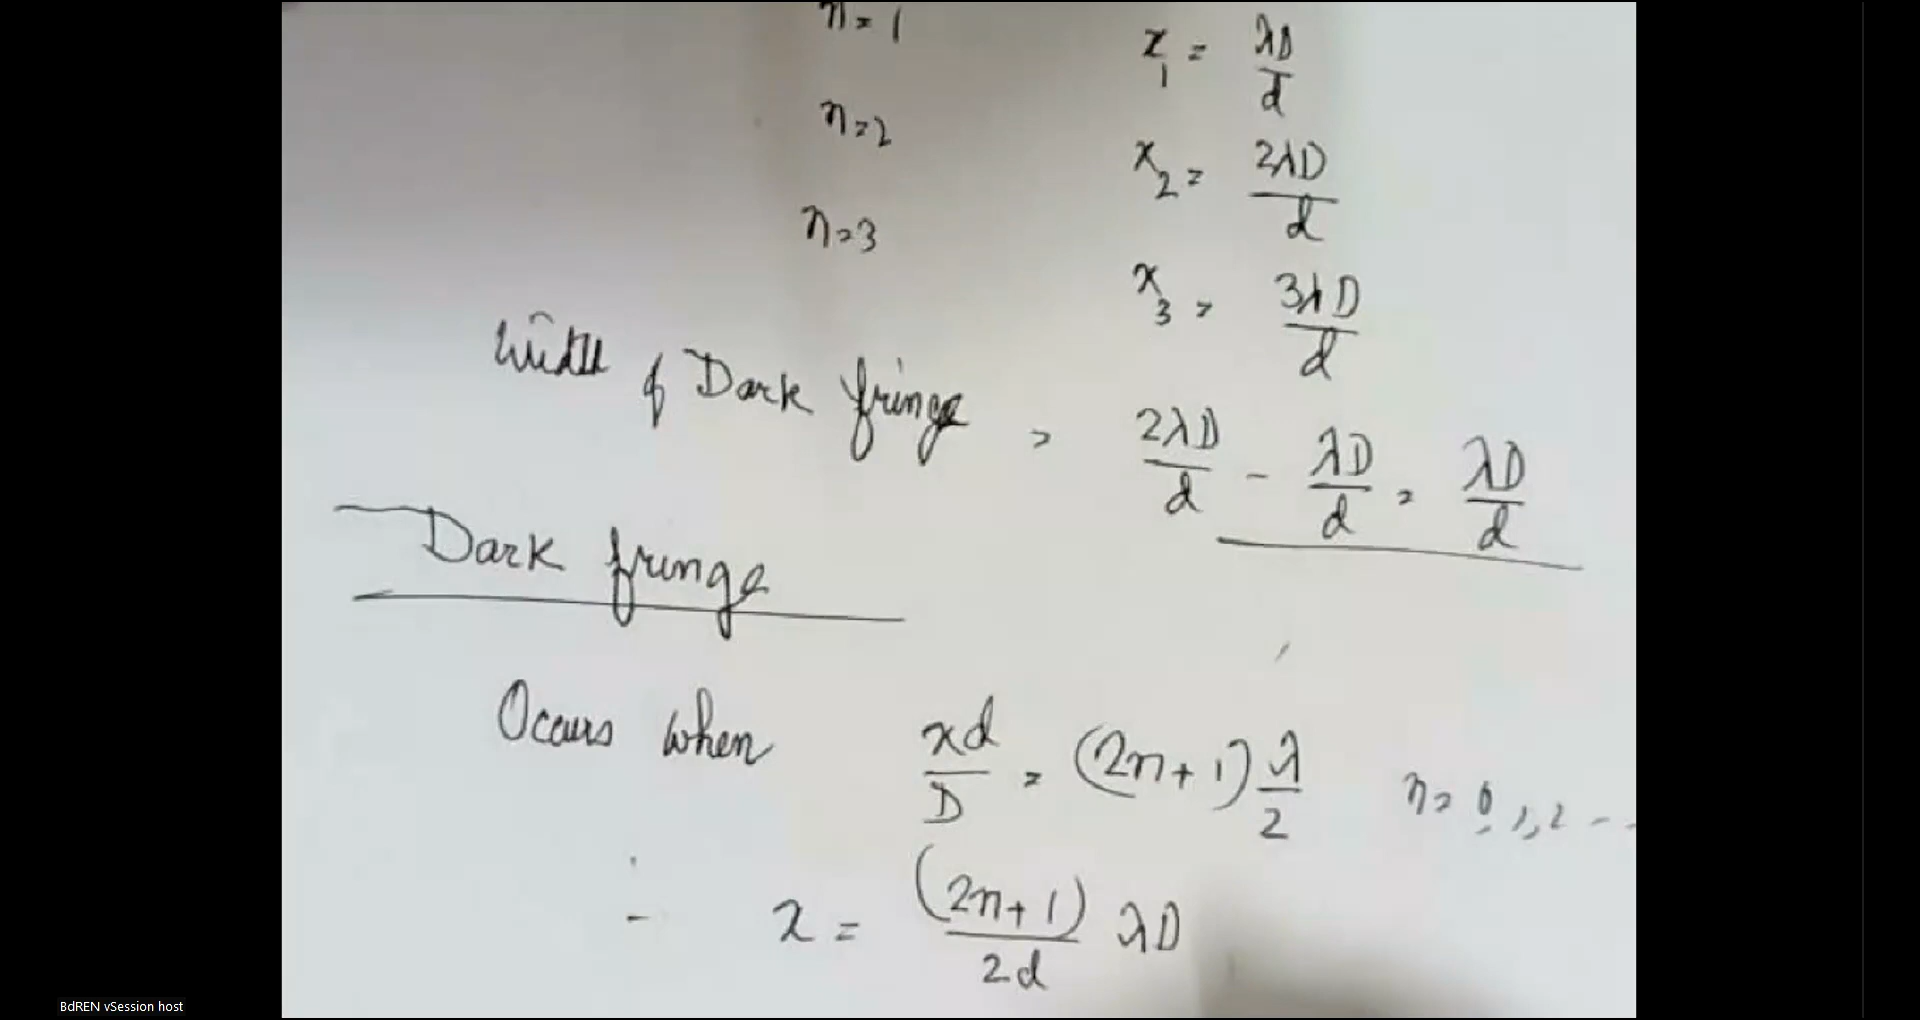 n = 1 x₁ = λD/d
n = 2 x₂ = 2λD/d
n = 3 x₃ = 3λD/d
Width of Dark fringe = 2λD/d - λD/d = λD/d
Dark fringe
Occurs when xd/D = (2n+1) λ/2 n = 0, 1, 2 - -
∴ x = (2n+1)/2d λD
BdREN vSession host